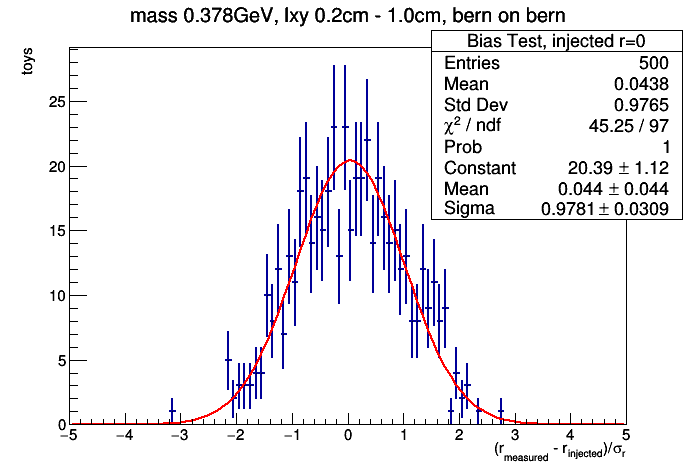 mass 0.378GeV, lxy 0.2cm - 1.0cm, bern on bern
toys
Bias Test, injected r=0
Entries 500
Mean 0.0438
Std Dev 0.9765
χ² / ndf 45.25 / 97
Prob 1
Constant 20.39 ± 1.12
Mean 0.044 ± 0.044
Sigma 0.9781 ± 0.0309
25
20
15
10
5
0
−5 −4 −3 −2 −1 0 1 2 3 4 5
(r_measured - r_injected)/σ_r